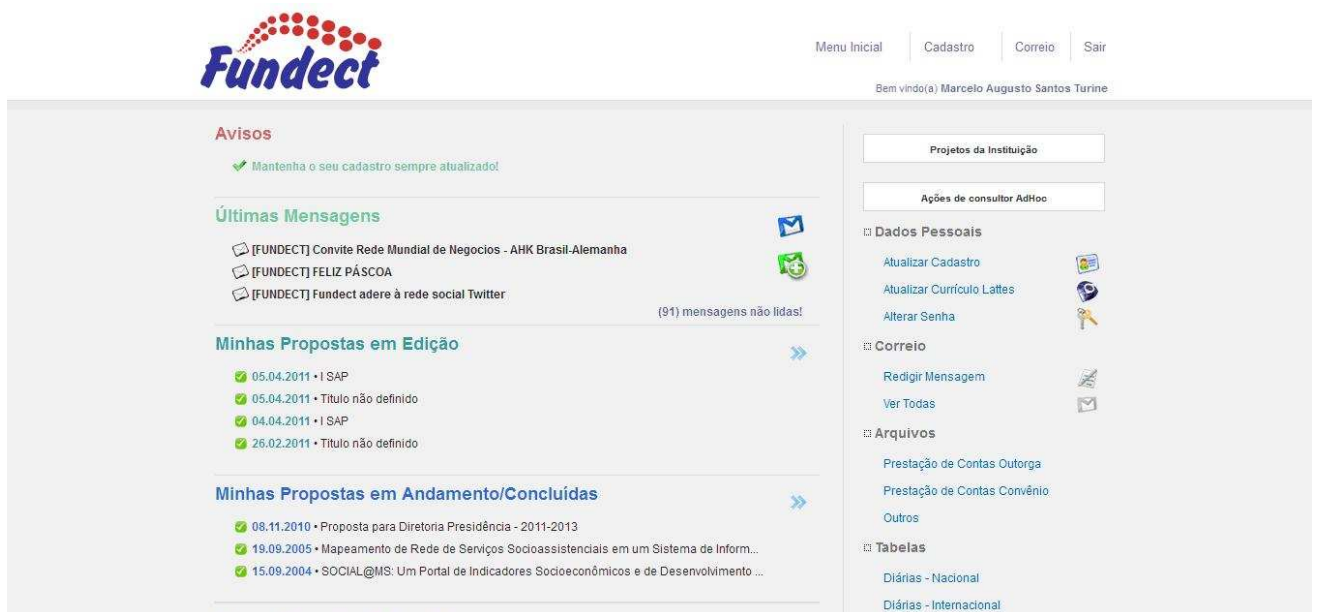 Fundect
Menu Inicial Cadastro Correio Sair
Bem vindo(a) Marcelo Augusto Santos Turine
Avisos
Mantenha o seu cadastro sempre atualizado!
Últimas Mensagens
[FUNDECT] Convite Rede Mundial de Negocios - AHK Brasil-Alemanha
[FUNDECT] FELIZ PÁSCOA
[FUNDECT] Fundect adere à rede social Twitter
(91) mensagens não lidas!
Minhas Propostas em Edição
05.04.2011 • I SAP
05.04.2011 • Titulo não definido
04.04.2011 • I SAP
26.02.2011 • Titulo não definido
Minhas Propostas em Andamento/Concluídas
08.11.2010 • Proposta para Diretoria Presidência - 2011-2013
19.09.2005 • Mapeamento de Rede de Serviços Socioassistenciais em um Sistema de Inform...
15.09.2004 • SOCIAL@MS: Um Portal de Indicadores Socioeconômicos e de Desenvolvimento ...
Projetos da Instituição
Ações de consultor AdHoc
Dados Pessoais
Atualizar Cadastro
Atualizar Currículo Lattes
Alterar Senha
Correio
Redigir Mensagem
Ver Todas
Arquivos
Prestação de Contas Outorga
Prestação de Contas Convênio
Outros
Tabelas
Diárias - Nacional
Diárias - Internacional